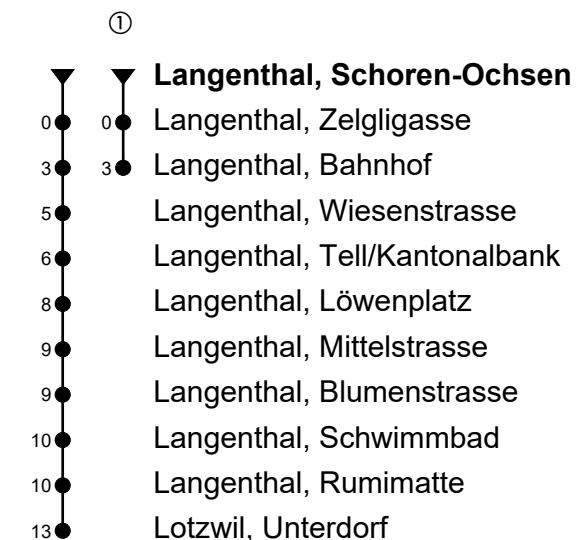 ①
Langenthal, Schoren-Ochsen
0 0 Langenthal, Zelgligasse
3 3 Langenthal, Bahnhof
5 Langenthal, Wiesenstrasse
6 Langenthal, Tell/Kantonalbank
8 Langenthal, Löwenplatz
9 Langenthal, Mittelstrasse
9 Langenthal, Blumenstrasse
10 Langenthal, Schwimmbad
10 Langenthal, Rumimatte
13 Lotzwil, Unterdorf